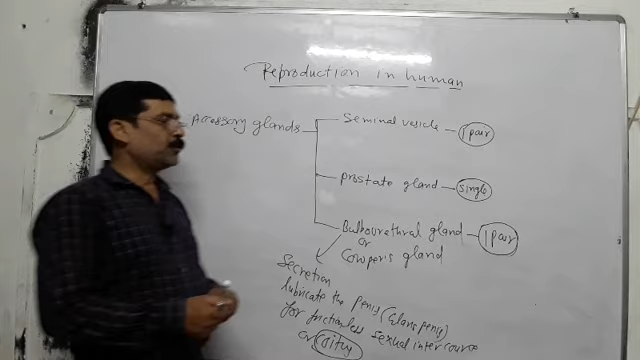 Reproduction in human
Accessory glands
Seminal vesicle - 1 pair
prostate gland - single
Bulbourethral gland - 1 pair
or
Cowper's gland
Secretion
lubricate the penis (Glans penis)
for frictionless sexual intercourse
or coitus